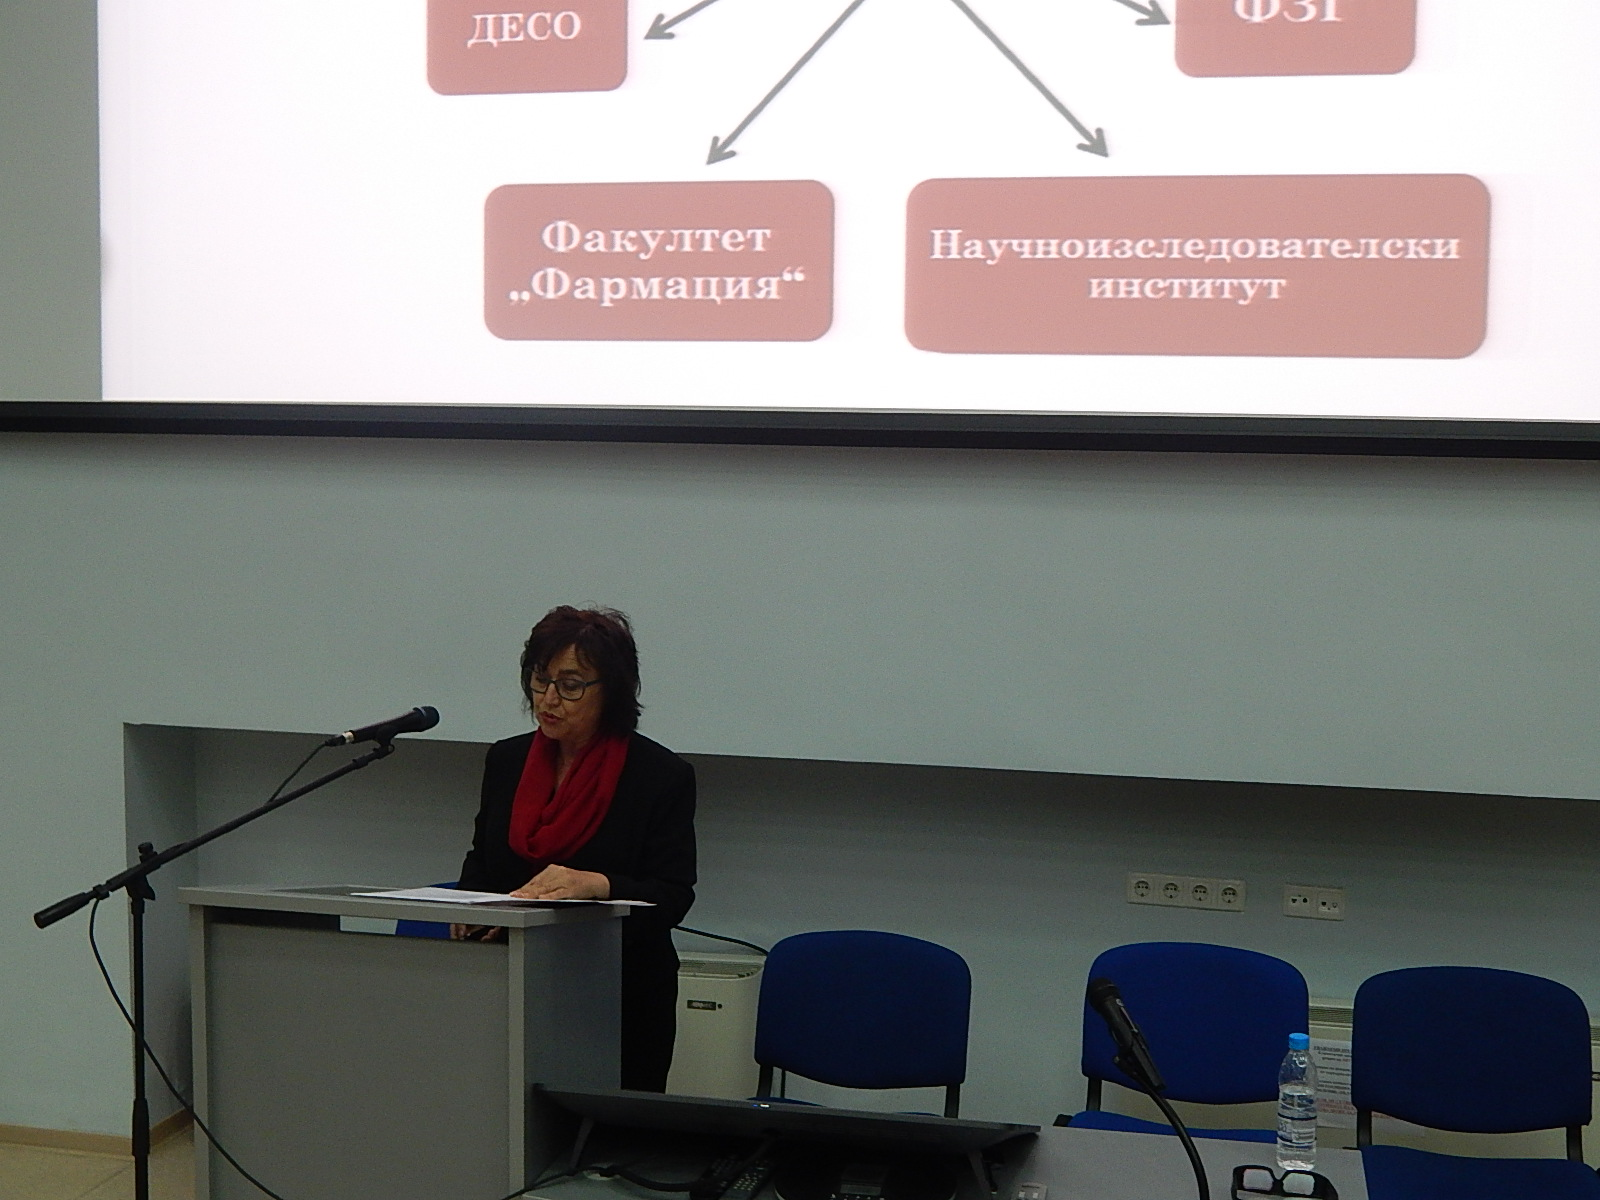 ДЕСО
ФЗГ
Факултет
„Фармация“
Научноизследователски
институт